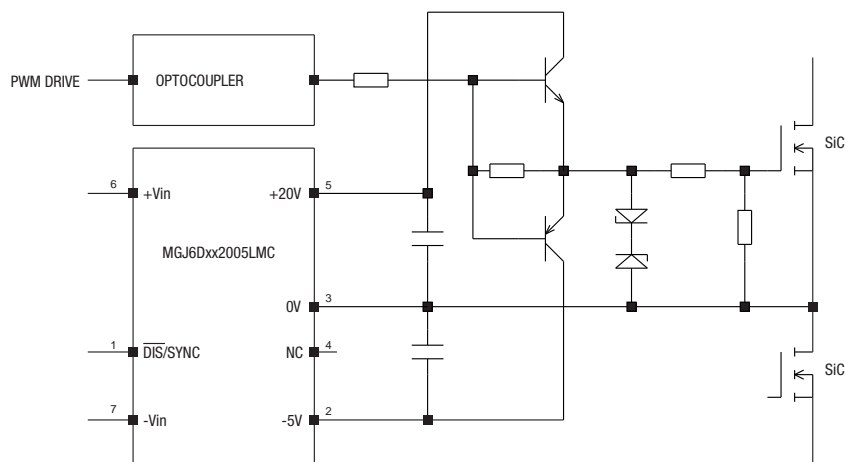 PWM DRIVE
OPTOCOUPLER
SiC
6 +Vin +20V 5
MGJ6Dxx2005LMC
0V 3
1 DIS/SYNC NC 4
SiC
7 -Vin -5V 2